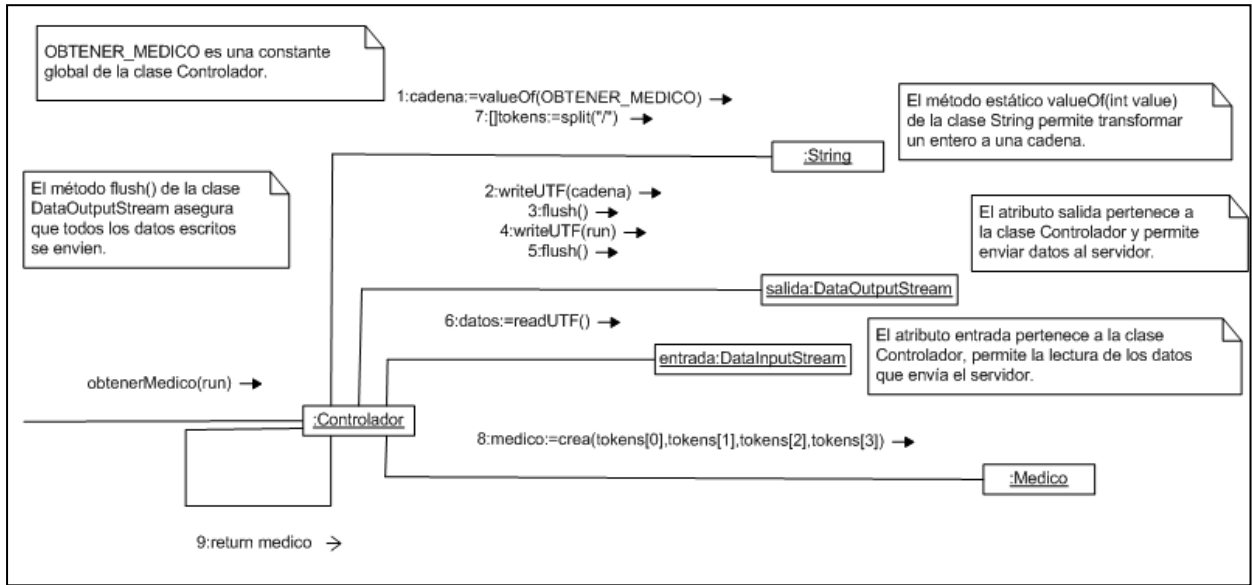 OBTENER_MEDICO es una constante
global de la clase Controlador.
1:cadena:=valueOf(OBTENER_MEDICO)
7:[]tokens:=split("/")
El método estático valueOf(int value)
de la clase String permite transformar
un entero a una cadena.
:String
El método flush() de la clase
DataOutputStream asegura
que todos los datos escritos
se envien.
2:writeUTF(cadena)
3:flush()
4:writeUTF(run)
5:flush()
El atributo salida pertenece a
la clase Controlador y permite
enviar datos al servidor.
salida:DataOutputStream
6:datos:=readUTF()
El atributo entrada pertenece a la clase
Controlador, permite la lectura de los datos
que envía el servidor.
entrada:DataInputStream
obtenerMedico(run)
:Controlador
8:medico:=crea(tokens[0],tokens[1],tokens[2],tokens[3])
:Medico
9:return medico